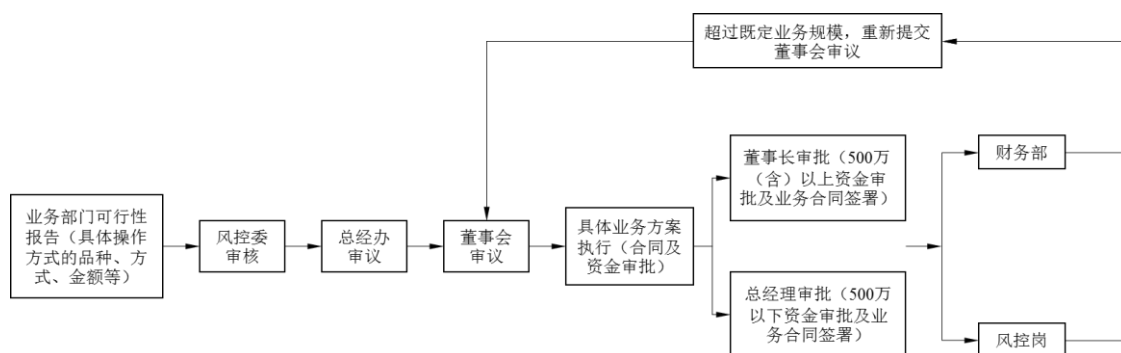 超过既定业务规模，重新提交
董事会审议
业务部门可行性
报告（具体操作
方式的品种、方
式、金额等）
风控委
审核
总经办
审议
董事会
审议
具体业务方案
执行（合同及
资金审批）
董事长审批（500万
（含）以上资金审
批及业务合同签署）
总经理审批（500万
以下资金审批及业
务合同签署）
财务部
风控岗